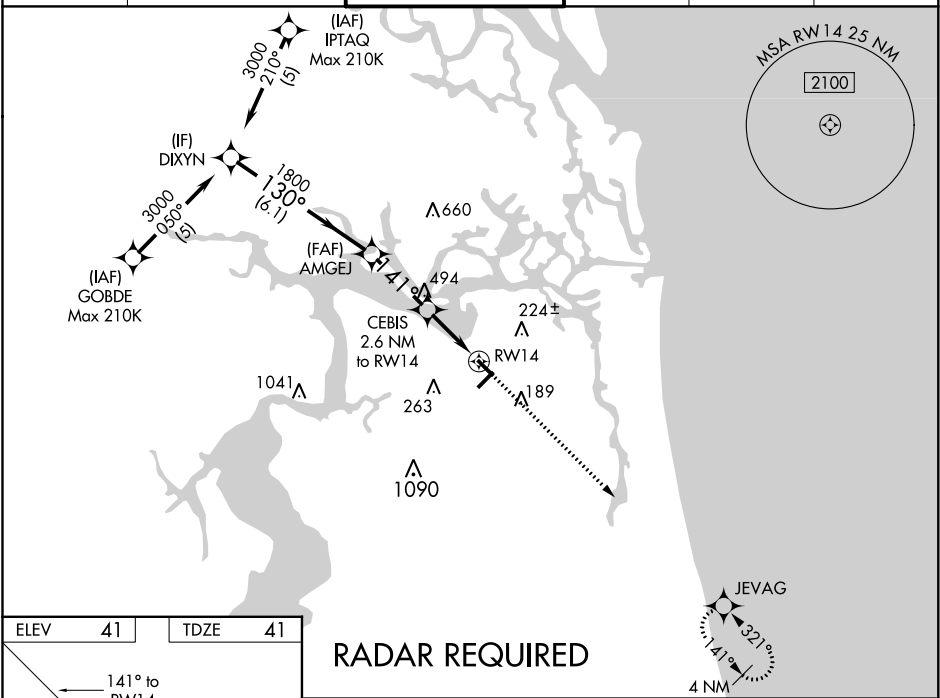 (IAF)
IPTAQ
Max 210K
3000
210°
(5)
MSA RW14 25 NM
2100
(IF)
DIXYN
1800
130°
(6.1)
3000
050°
(5)
660
(FAF)
AMGEJ
141°
494
(IAF)
GOBDE
Max 210K
CEBIS
2.6 NM
to RW14
224±
RW14
1041
263
189
1090
JEVAG
321°
141°
4 NM
ELEV 41
TDZE 41
RADAR REQUIRED
141° to
RW14